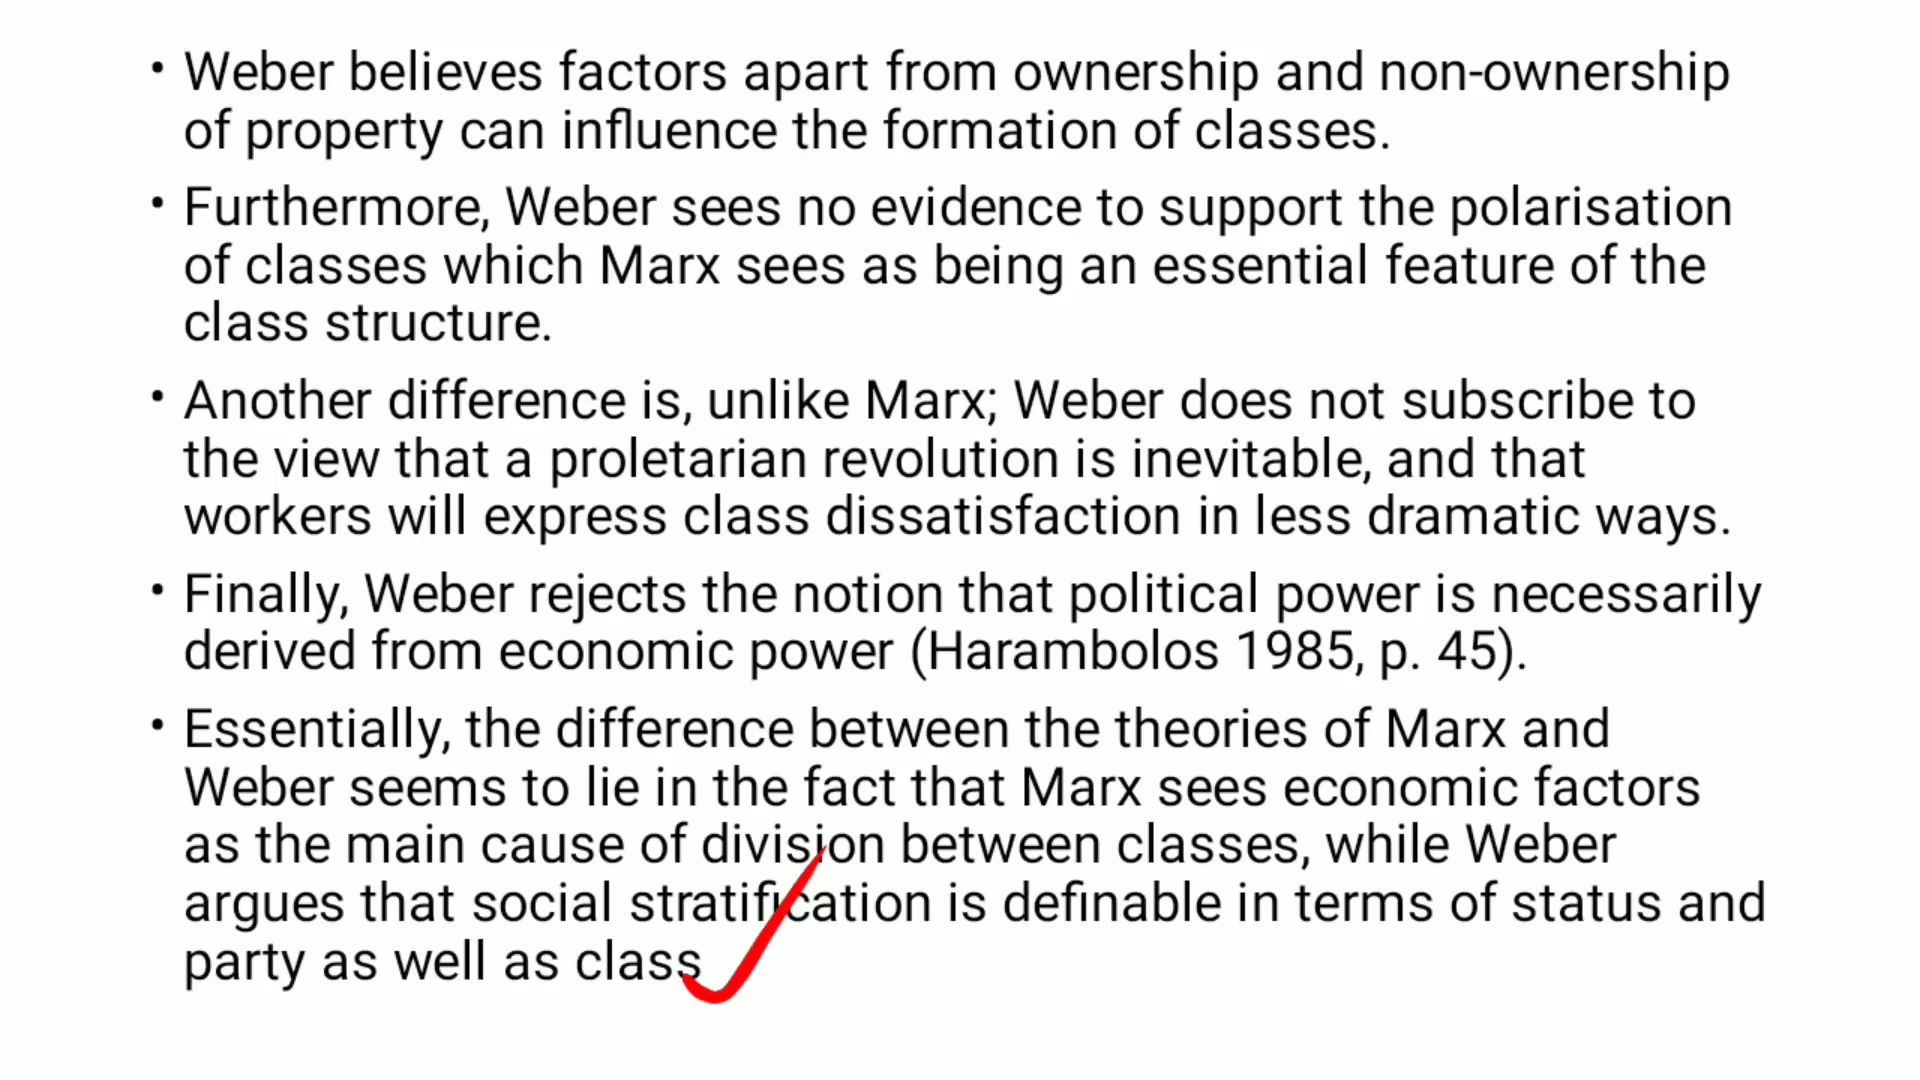 • Weber believes factors apart from ownership and non-ownership
of property can influence the formation of classes.
• Furthermore, Weber sees no evidence to support the polarisation
of classes which Marx sees as being an essential feature of the
class structure.
• Another difference is, unlike Marx; Weber does not subscribe to
the view that a proletarian revolution is inevitable, and that
workers will express class dissatisfaction in less dramatic ways.
• Finally, Weber rejects the notion that political power is necessarily
derived from economic power (Harambolos 1985, p. 45).
• Essentially, the difference between the theories of Marx and
Weber seems to lie in the fact that Marx sees economic factors
as the main cause of division between classes, while Weber
argues that social stratification is definable in terms of status and
party as well as class